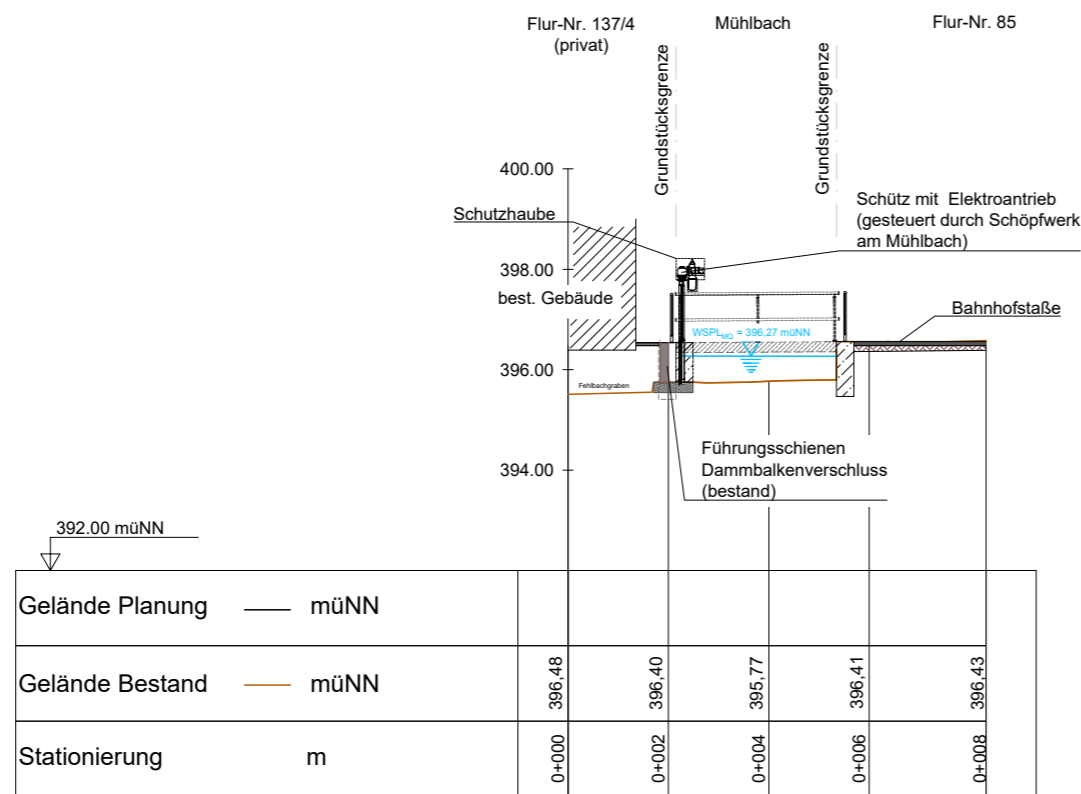 Flur-Nr. 137/4
(privat)
Mühlbach
Flur-Nr. 85
Grundstücksgrenze
Grundstücksgrenze
400.00
Schutzhaube
Schütz mit Elektroantrieb
(gesteuert durch Schöpfwerk
am Mühlbach)
398.00
best. Gebäude
Bahnhofstaße
WSPLMQ = 396,27 müNN
396.00
Fehlbachgraben
Führungsschienen
Dammbalkenverschluss
(bestand)
394.00
392.00 müNN
Gelände Planung müNN
Gelände Bestand müNN 396,48 396,40 395,77 396,41 396,43
Stationierung m 0+000 0+002 0+004 0+006 0+008